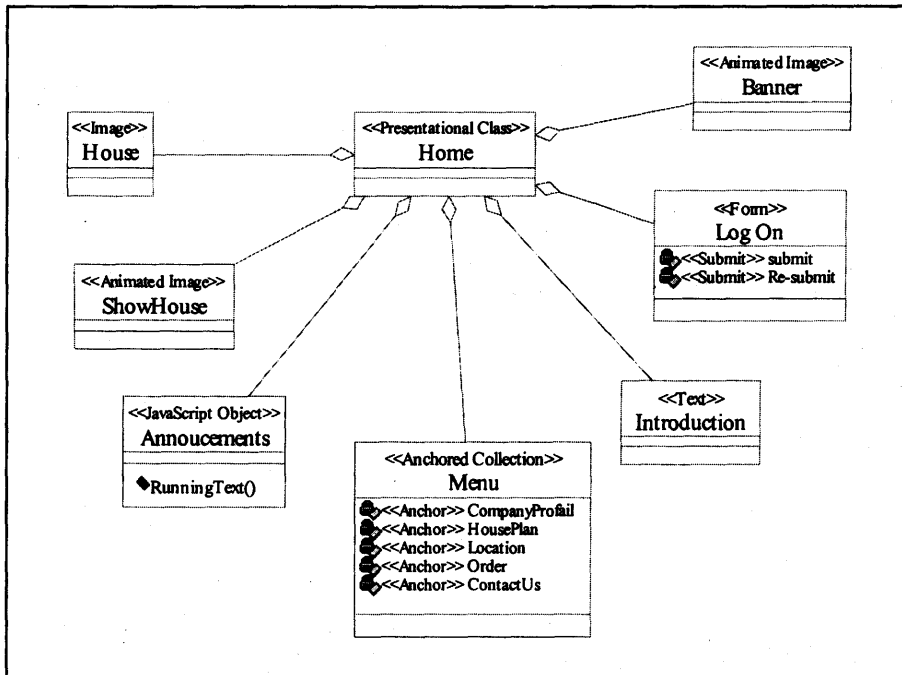 <<Animated Image>>
Banner
<<Image>>
House
<<Presentational Class>>
Home
<<Form>>
Log On
<<Submit>> submit
<<Submit>> Re-submit
<<Animated Image>>
ShowHouse
<<JavaScript Object>>
Annoucements
RunningText()
<<Anchored Collection>>
Menu
<<Anchor>> CompanyProfail
<<Anchor>> HousePlan
<<Anchor>> Location
<<Anchor>> Order
<<Anchor>> ContactUs
<<Text>>
Introduction